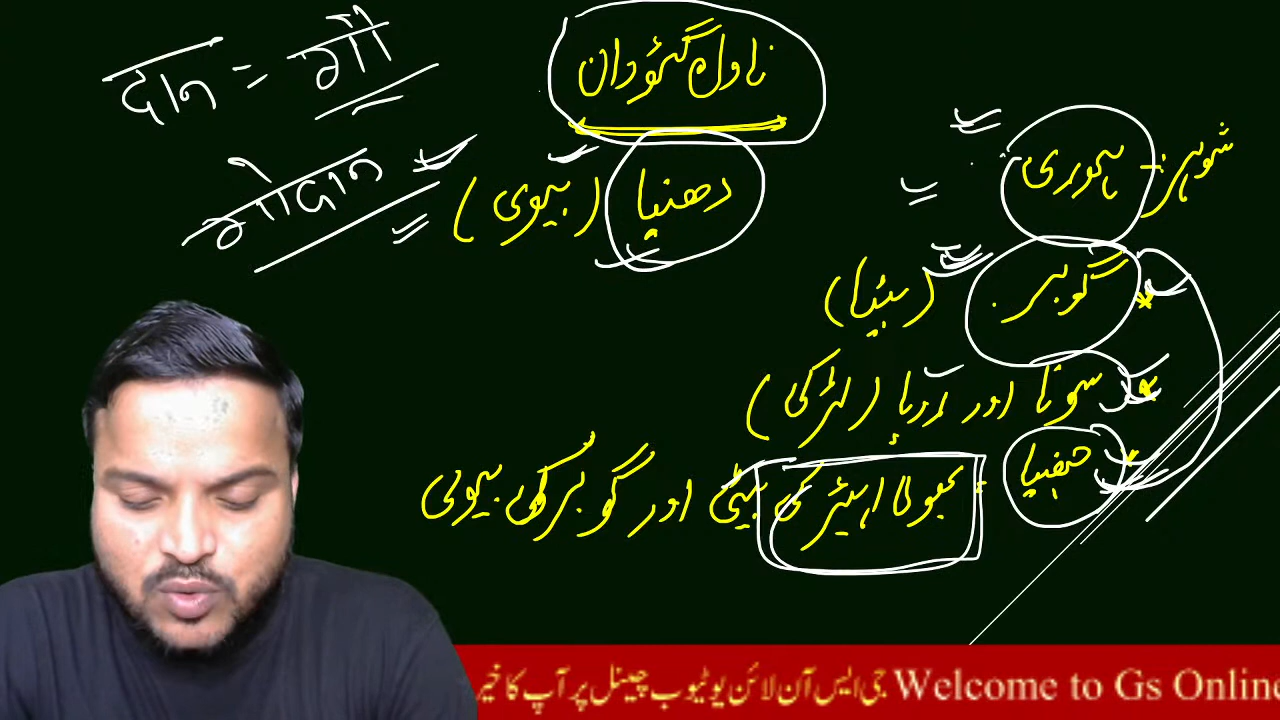 ناول گئودان
दान = गो
गोदान
شوہر - ہوری
دھنیا (بیوی)
گوبر (بیٹا)
سونا اور روپا (لڑکی)
جھنیا : بھولا اہیر کی بیٹی اور گوبر کی بیوی
جی ایس آن لائن یوٹیوب چینل پر آپ کا خیر Welcome to Gs Online